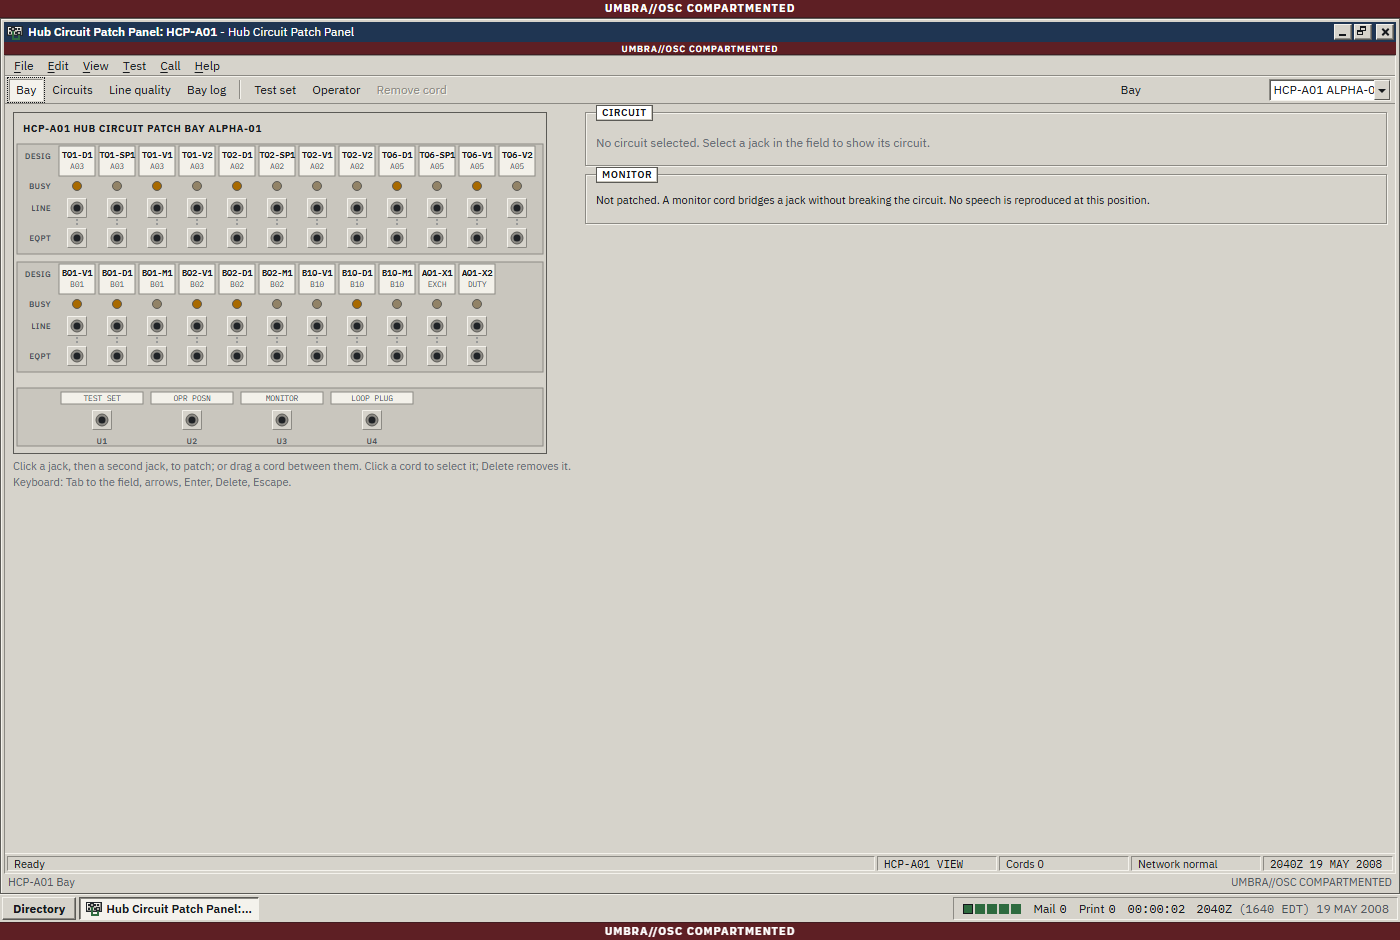 UMBRA//OSC COMPARTMENTED
Hub Circuit Patch Panel: HCP-A01 - Hub Circuit Patch Panel
UMBRA//OSC COMPARTMENTED
File Edit View Test Call Help
Bay Circuits Line quality Bay log Test set Operator Remove cord Bay HCP-A01 ALPHA-0
HCP-A01 HUB CIRCUIT PATCH BAY ALPHA-01
DESIG T01-D1 T01-SP1 T01-V1 T01-V2 T02-D1 T02-SP1 T02-V1 T02-V2 T06-D1 T06-SP1 T06-V1 T06-V2
A03 A03 A03 A03 A02 A02 A02 A02 A05 A05 A05 A05
BUSY
LINE
EQPT
DESIG B01-V1 B01-D1 B01-M1 B02-V1 B02-D1 B02-M1 B10-V1 B10-D1 B10-M1 A01-X1 A01-X2
B01 B01 B01 B02 B02 B02 B10 B10 B10 EXCH DUTY
BUSY
LINE
EQPT
TEST SET OPR POSN MONITOR LOOP PLUG
U1 U2 U3 U4
Click a jack, then a second jack, to patch; or drag a cord between them. Click a cord to select it; Delete removes it.
Keyboard: Tab to the field, arrows, Enter, Delete, Escape.
CIRCUIT
No circuit selected. Select a jack in the field to show its circuit.
MONITOR
Not patched. A monitor cord bridges a jack without breaking the circuit. No speech is reproduced at this position.
Ready HCP-A01 VIEW Cords 0 Network normal 2040Z 19 MAY 2008
HCP-A01 Bay UMBRA//OSC COMPARTMENTED
Directory Hub Circuit Patch Panel:... Mail 0 Print 0 00:00:02 2040Z (1640 EDT) 19 MAY 2008
UMBRA//OSC COMPARTMENTED